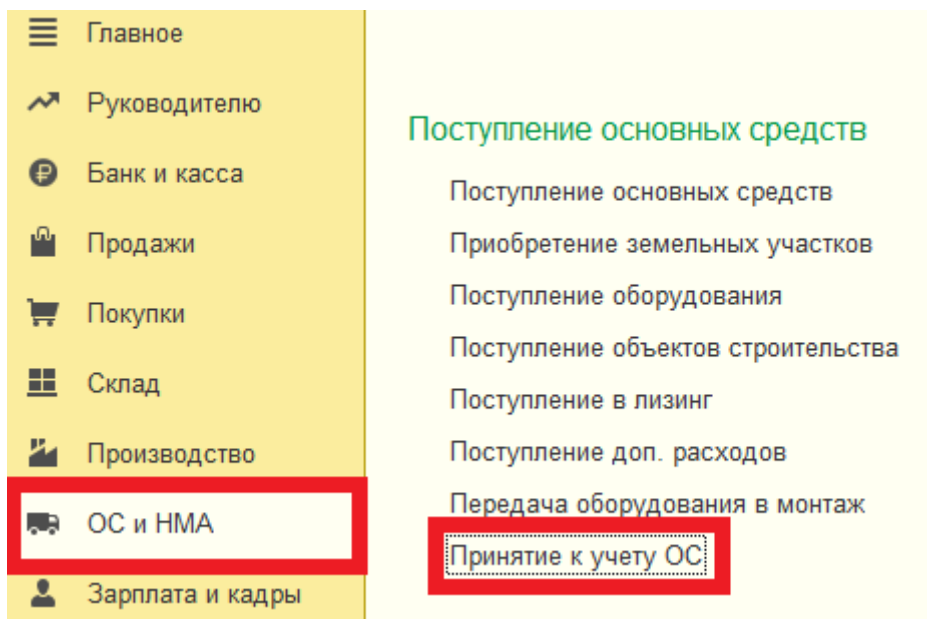 Главное
Руководителю
Банк и касса
Продажи
Покупки
Склад
Производство
ОС и НМА
Зарплата и кадры
Поступление основных средств
Поступление основных средств
Приобретение земельных участков
Поступление оборудования
Поступление объектов строительства
Поступление в лизинг
Поступление доп. расходов
Передача оборудования в монтаж
Принятие к учету ОС